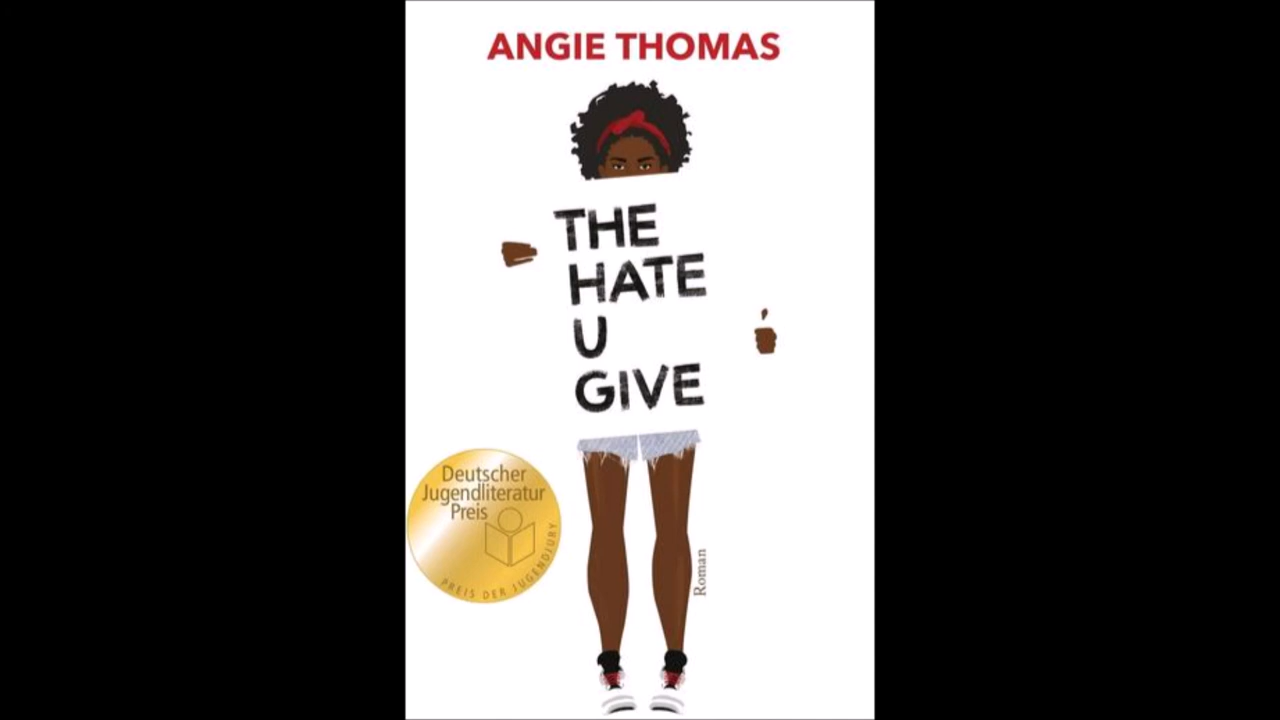 ANGIE THOMAS
THE
HATE
U
GIVE
Deutscher
Jugendliteratur
Preis
PREIS DER JUGENDJURY
Roman